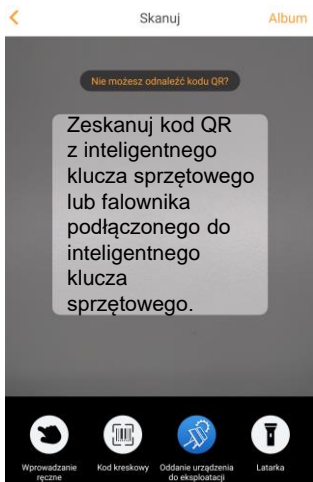 Skanuj
Album
Nie możesz odnaleźć kodu QR?
Zeskanuj kod QR
z inteligentnego
klucza sprzętowego
lub falownika
podłączonego do
inteligentnego
klucza
sprzętowego.
Wprowadzanie
ręczne
Kod kreskowy
Oddanie urządzenia
do eksploatacji
Latarka